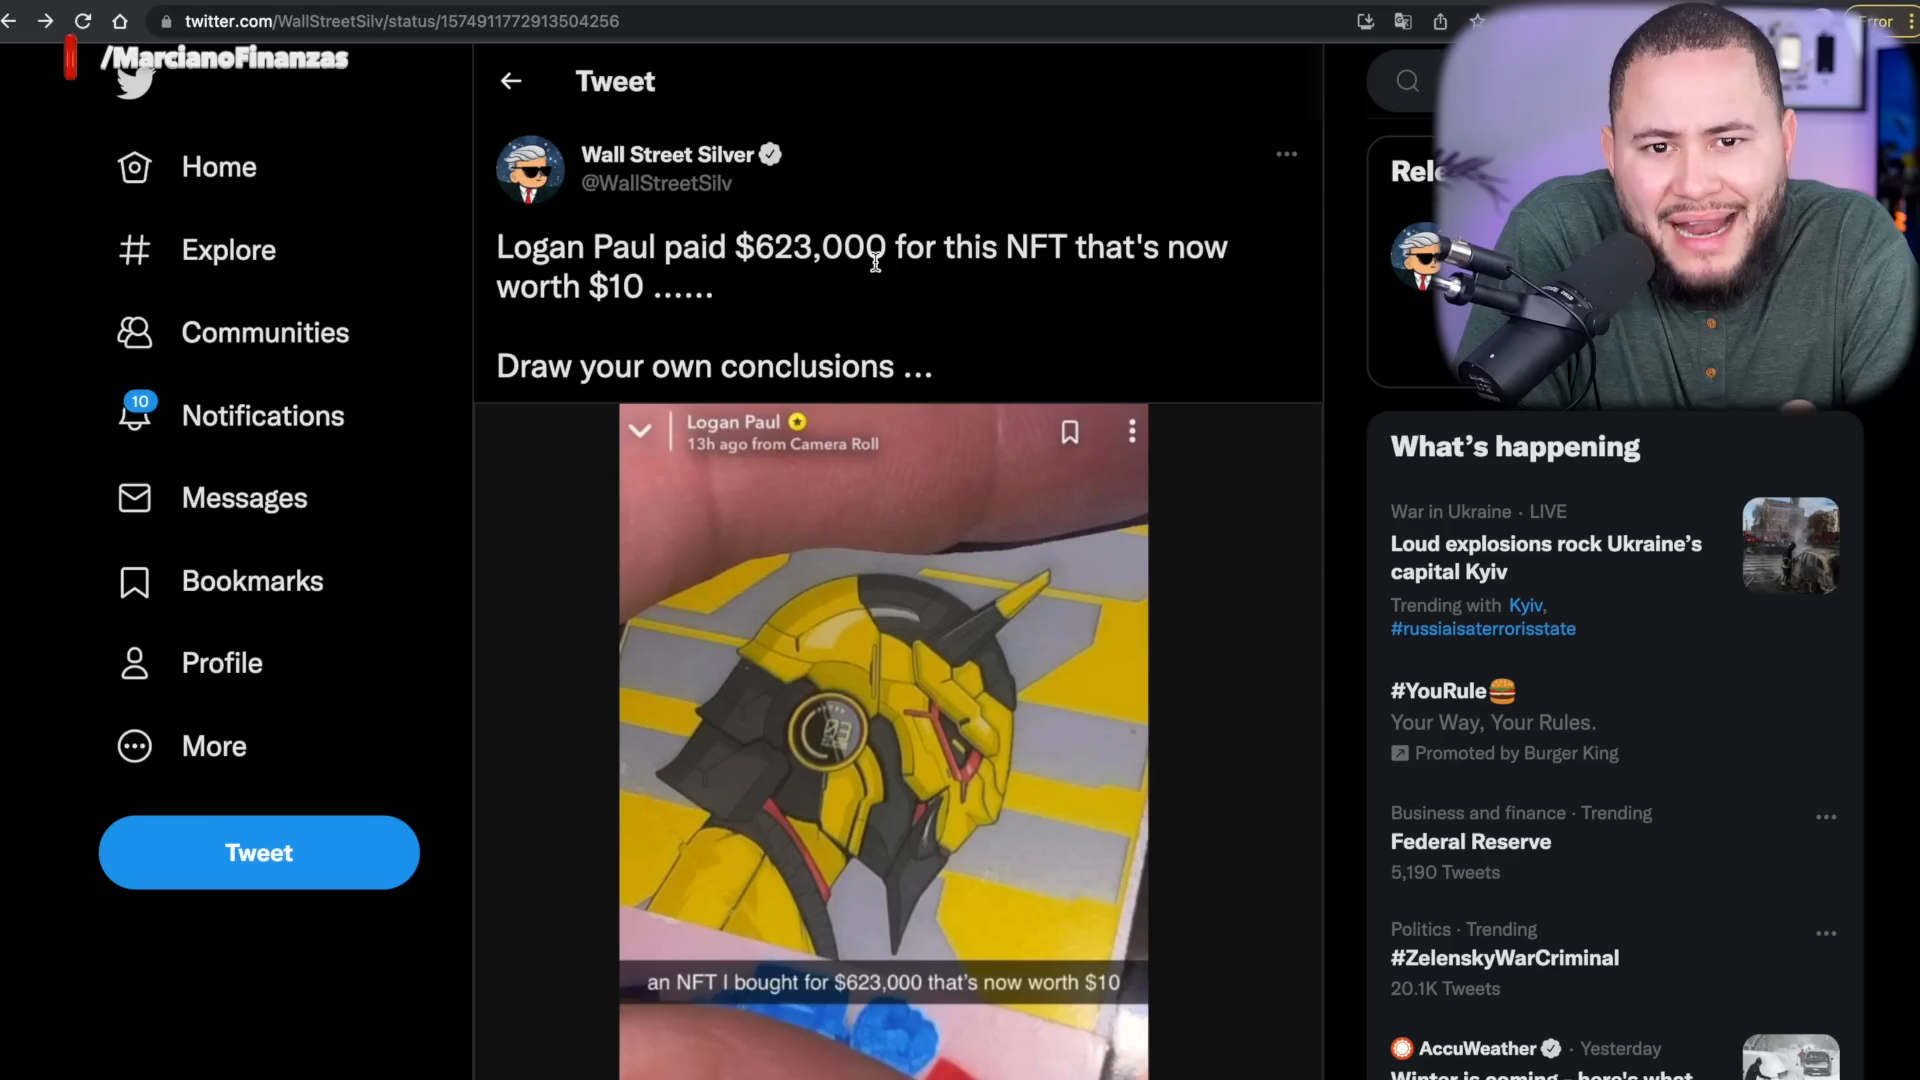 twitter.com/WallStreetSilv/status/1574911772913504256
Error
/MarcianoFinanzas
Home
Explore
Communities
10
Notifications
Messages
Bookmarks
Profile
More
Tweet
Tweet
Wall Street Silver
@WallStreetSilv
Logan Paul paid $623,000 for this NFT that's now
worth $10 ......
Draw your own conclusions ...
Logan Paul
13h ago from Camera Roll
an NFT I bought for $623,000 that's now worth $10
What's happening
War in Ukraine · LIVE
Loud explosions rock Ukraine's
capital Kyiv
Trending with Kyiv,
#russiaisaterrorisstate
#YouRule🍔
Your Way, Your Rules.
Promoted by Burger King
Business and finance · Trending
Federal Reserve
5,190 Tweets
Politics · Trending
#ZelenskyWarCriminal
20.1K Tweets
AccuWeather · Yesterday
Winter is coming - here's what